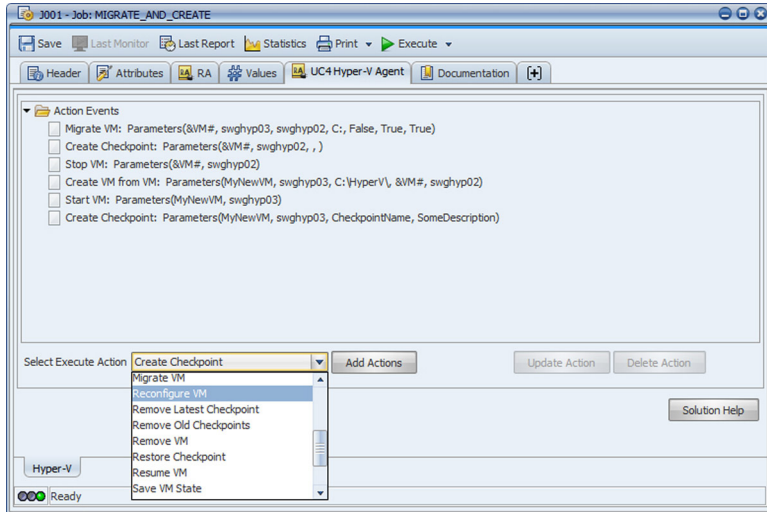 J001 - Job: MIGRATE_AND_CREATE
Save Last Monitor Last Report Statistics Print Execute
Header Attributes RA RA Values RA UC4 Hyper-V Agent Documentation [+]
Action Events
Migrate VM: Parameters(&VM#, swghyp03, swghyp02, C:, False, True, True)
Create Checkpoint: Parameters(&VM#, swghyp02, , )
Stop VM: Parameters(&VM#, swghyp02)
Create VM from VM: Parameters(MyNewVM, swghyp03, C:\HyperV\, &VM#, swghyp02)
Start VM: Parameters(MyNewVM, swghyp03)
Create Checkpoint: Parameters(MyNewVM, swghyp03, CheckpointName, SomeDescription)
Select Execute Action Create Checkpoint Add Actions Update Action Delete Action
Migrate VM
Reconfigure VM
Remove Latest Checkpoint
Remove Old Checkpoints
Remove VM
Restore Checkpoint
Resume VM
Save VM State
Solution Help
Hyper-V
Ready